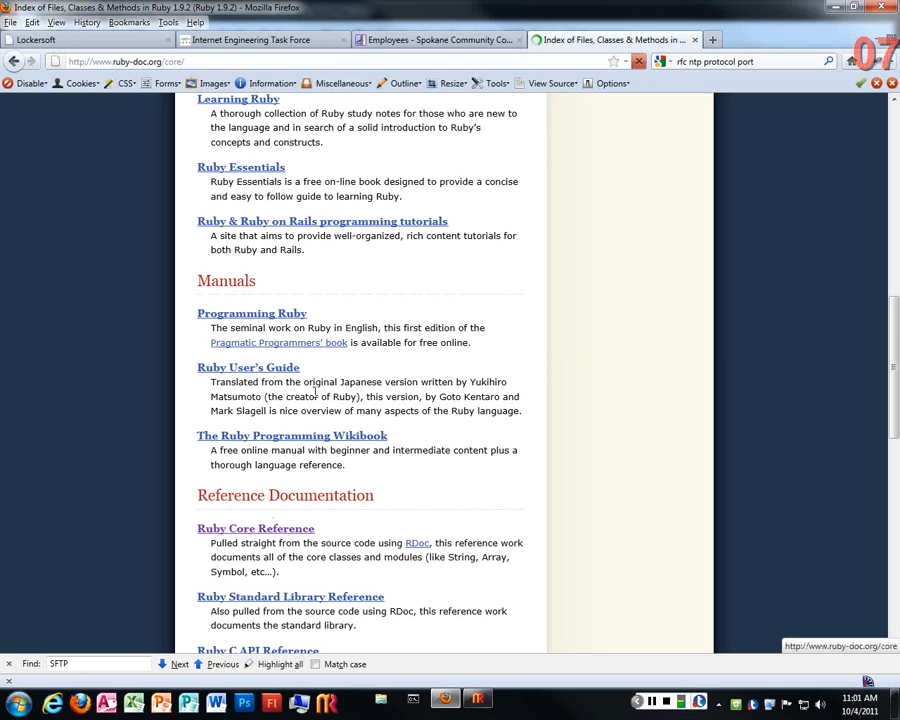 Index of Files, Classes & Methods in Ruby 1.9.2 (Ruby 1.9.2) - Mozilla Firefox
File Edit View History Bookmarks Tools Help
Lockersoft × Internet Engineering Task Force × Employees - Spokane Community Co... × Index of Files, Classes & Methods in ... × +
http://www.ruby-doc.org/core/ rfc ntp protocol port
07
Disable Cookies CSS Forms Images Information Miscellaneous Outline Resize Tools View Source Options
Learning Ruby
A thorough collection of Ruby study notes for those who are new to
the language and in search of a solid introduction to Ruby's
concepts and constructs.
Ruby Essentials
Ruby Essentials is a free on-line book designed to provide a concise
and easy to follow guide to learning Ruby.
Ruby & Ruby on Rails programming tutorials
A site that aims to provide well-organized, rich content tutorials for
both Ruby and Rails.
Manuals
Programming Ruby
The seminal work on Ruby in English, this first edition of the
Pragmatic Programmers' book is available for free online.
Ruby User's Guide
Translated from the original Japanese version written by Yukihiro
Matsumoto (the creator of Ruby), this version, by Goto Kentaro and
Mark Slagell is nice overview of many aspects of the Ruby language.
The Ruby Programming Wikibook
A free online manual with beginner and intermediate content plus a
thorough language reference.
Reference Documentation
Ruby Core Reference
Pulled straight from the source code using RDoc, this reference work
documents all of the core classes and modules (like String, Array,
Symbol, etc...).
Ruby Standard Library Reference
Also pulled from the source code using RDoc, this reference work
documents the standard library.
Ruby C API Reference
http://www.ruby-doc.org/core
× Find: SFTP Next Previous Highlight all Match case
×
11:01 AM
10/4/2011